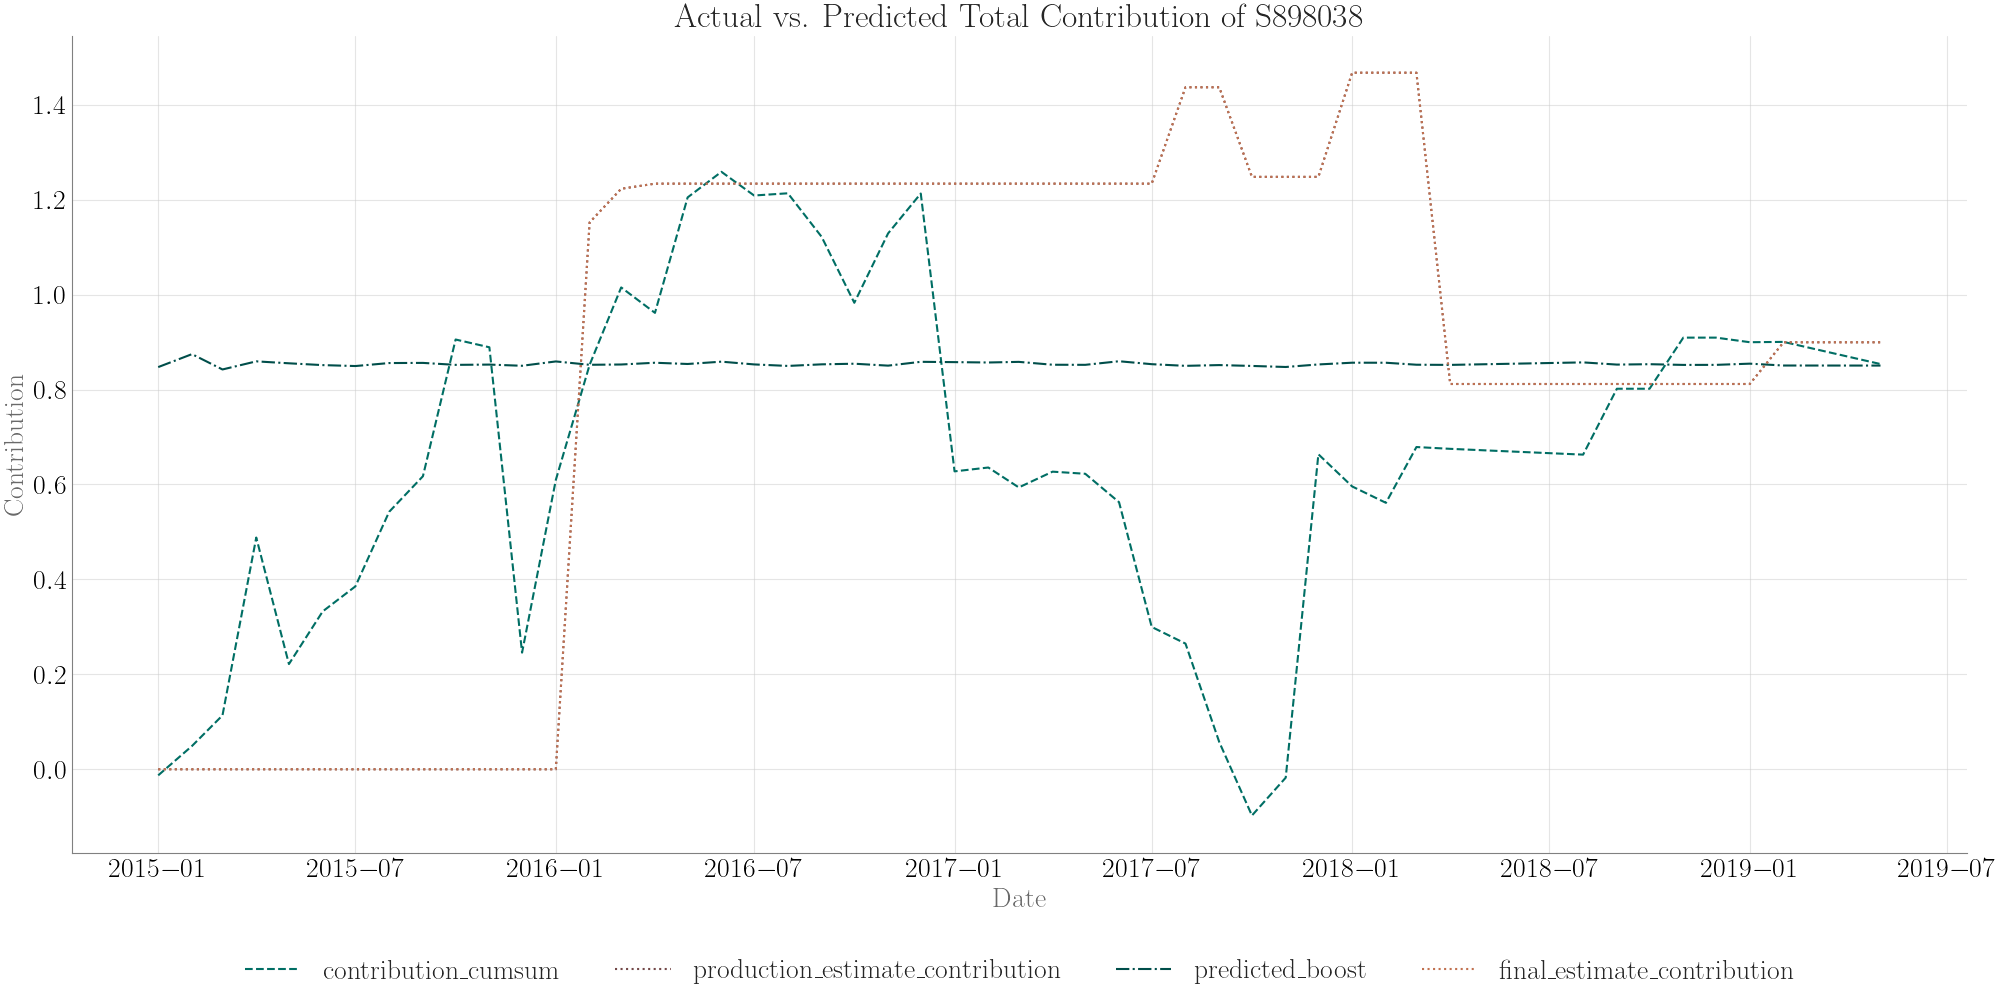 Actual vs. Predicted Total Contribution of S898038
Contribution
1.4
1.2
1.0
0.8
0.6
0.4
0.2
0.0
2015−01 2015−07 2016−01 2016−07 2017−01 2017−07 2018−01 2018−07 2019−01 2019−07
Date
contribution_cumsum production_estimate_contribution predicted_boost final_estimate_contribution